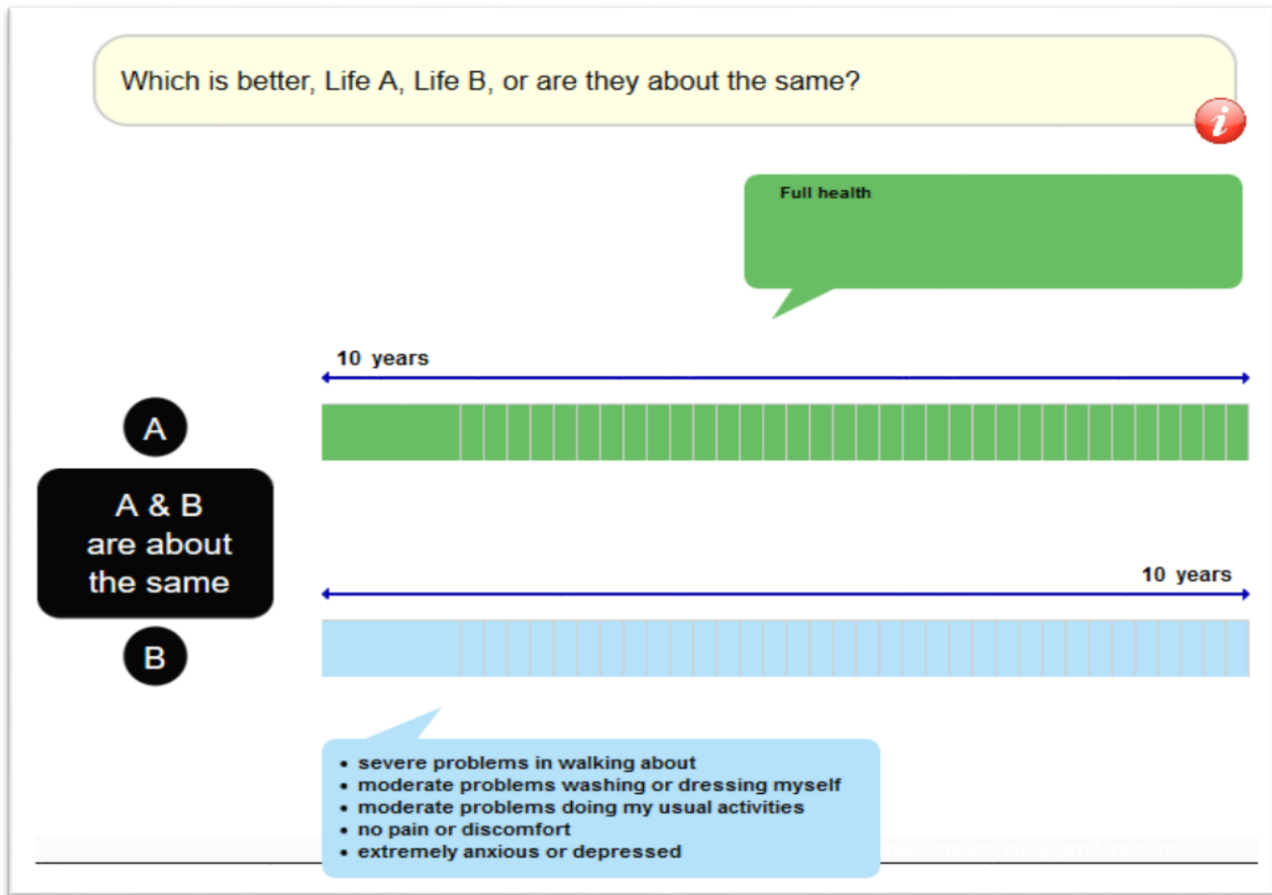 Which is better, Life A, Life B, or are they about the same?
i
Full health
10 years
A
A & B
are about
the same
10 years
B
• severe problems in walking about
• moderate problems washing or dressing myself
• moderate problems doing my usual activities
• no pain or discomfort
• extremely anxious or depressed